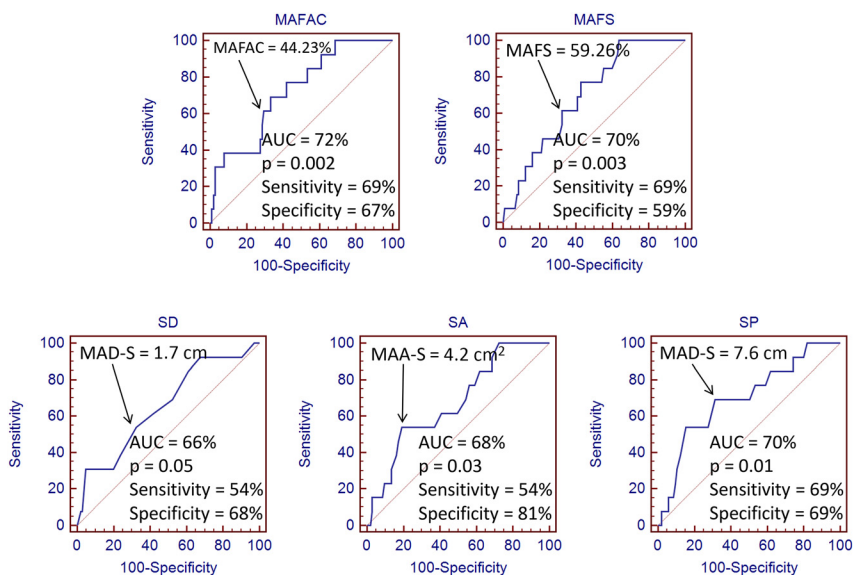 MAFAC
100
80
60
40
20
0
Sensitivity
MAFAC = 44.23%
AUC = 72%
p = 0.002
Sensitivity = 69%
Specificity = 67%
0 20 40 60 80 100
100-Specificity
MAFS
100
80
60
40
20
0
Sensitivity
MAFS = 59.26%
AUC = 70%
p = 0.003
Sensitivity = 69%
Specificity = 59%
0 20 40 60 80 100
100-Specificity
SD
100
80
60
40
20
0
Sensitivity
MAD-S = 1.7 cm
AUC = 66%
p = 0.05
Sensitivity = 54%
Specificity = 68%
0 20 40 60 80 100
100-Specificity
SA
100
80
60
40
20
0
Sensitivity
MAA-S = 4.2 cm²
AUC = 68%
p = 0.03
Sensitivity = 54%
Specificity = 81%
0 20 40 60 80 100
100-Specificity
SP
100
80
60
40
20
0
Sensitivity
MAD-S = 7.6 cm
AUC = 70%
p = 0.01
Sensitivity = 69%
Specificity = 69%
0 20 40 60 80 100
100-Specificity